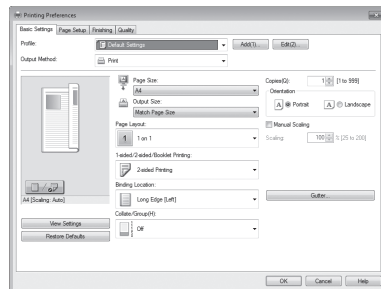 Printing Preferences
Basic Settings Page Setup Finishing Quality
Profile: Default Settings Add(1)... Edit(2)...
Output Method: Print
Page Size: Copies(Q): 1 [1 to 999]
A4 Orientation
Output Size: A Portrait A Landscape
Match Page Size
Page Layout: Manual Scaling
1 1 on 1 Scaling 100 % [25 to 200]
1-sided/2-sided/Booklet Printing:
2-sided Printing
Binding Location:
Long Edge [Left] Gutter...
A4 [Scaling: Auto]
Collate/Group(H):
View Settings Off
Restore Defaults
OK Cancel Help